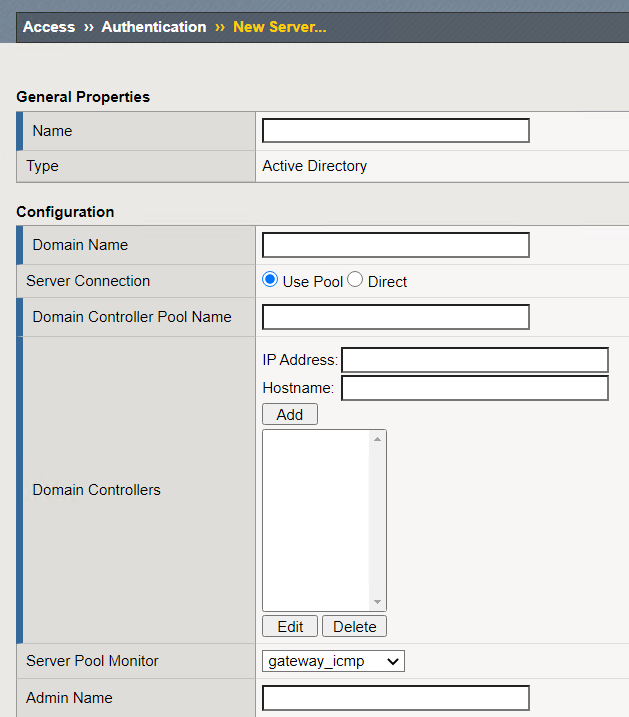 Access ›› Authentication ›› New Server...
General Properties
Name
Type Active Directory
Configuration
Domain Name
Server Connection Use Pool Direct
Domain Controller Pool Name
IP Address:
Hostname:
Add
Domain Controllers
Edit Delete
Server Pool Monitor gateway_icmp
Admin Name